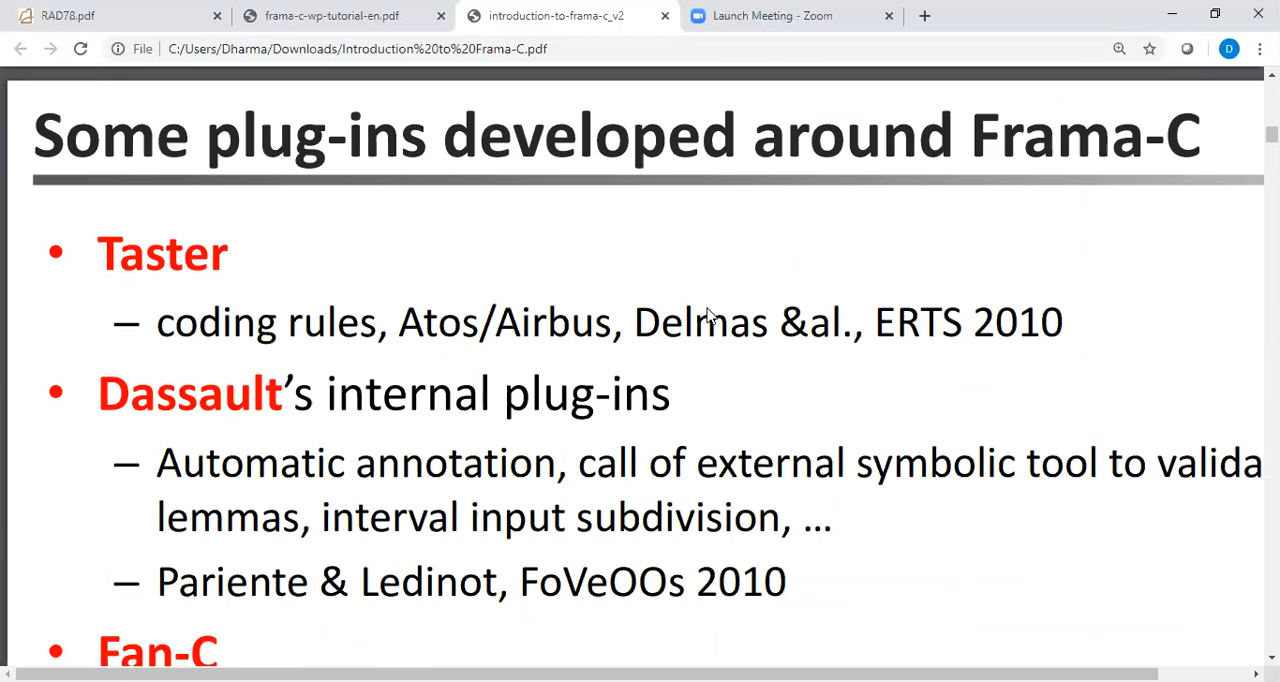 RAD78.pdf
frama-c-wp-tutorial-en.pdf
introduction-to-frama-c_v2
Launch Meeting - Zoom
File
C:/Users/Dharma/Downloads/Introduction%20to%20Frama-C.pdf
D
Some plug-ins developed around Frama-C
• Taster
– coding rules, Atos/Airbus, Delmas &al., ERTS 2010
• Dassault’s internal plug-ins
– Automatic annotation, call of external symbolic tool to valida
lemmas, interval input subdivision, ...
– Pariente & Ledinot, FoVeOOs 2010
• Fan-C